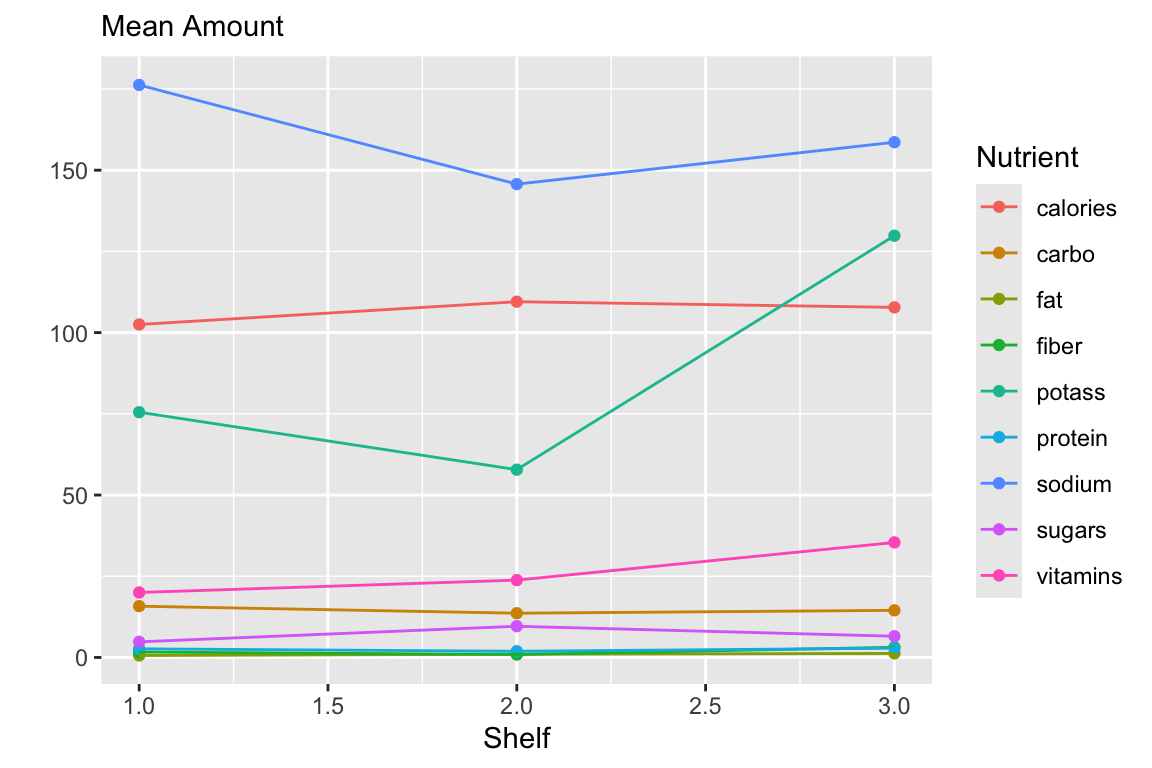 Mean Amount
150
100
50
0
1.0
1.5
2.0
2.5
3.0
Shelf
Nutrient
calories
carbo
fat
fiber
potass
protein
sodium
sugars
vitamins